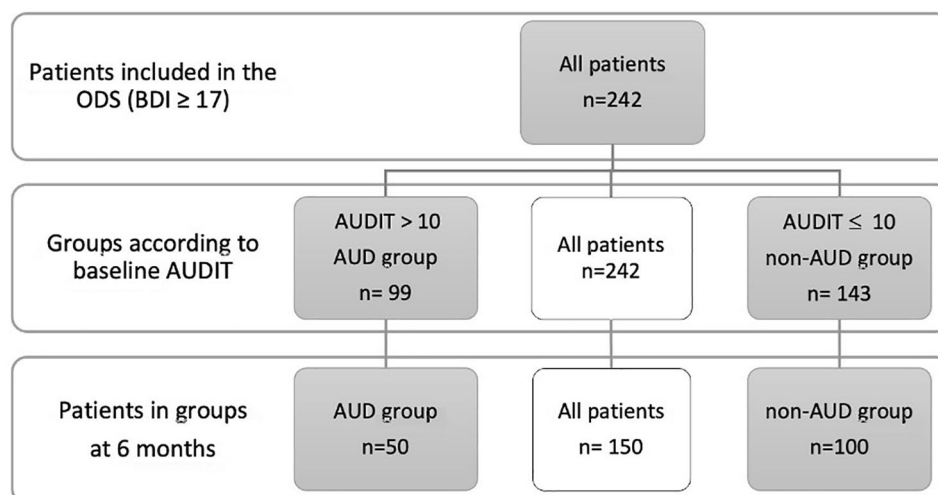 Patients included in the
ODS (BDI ≥ 17)
All patients
n=242
Groups according to
baseline AUDIT
AUDIT > 10
AUD group
n= 99
All patients
n=242
AUDIT ≤ 10
non-AUD group
n= 143
Patients in groups
at 6 months
AUD group
n=50
All patients
n= 150
non-AUD group
n=100